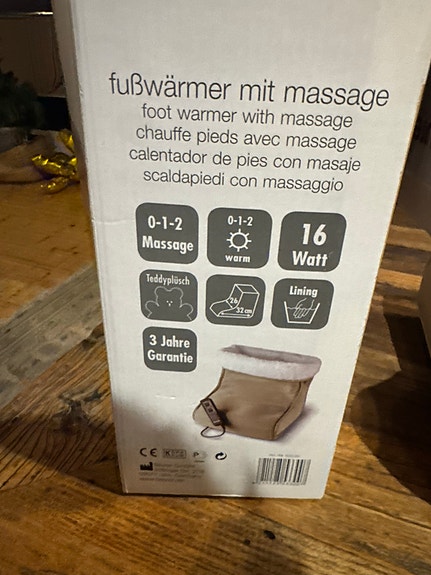 fußwärmer mit massage
foot warmer with massage
chauffe pieds avec massage
calentador de pies con masaje
scaldapiedi con massaggio
0-1-2
Massage
0-1-2
warm
16
Watt
Teddyplüsch
26
32 cm
Lining
3 Jahre
Garantie
CE